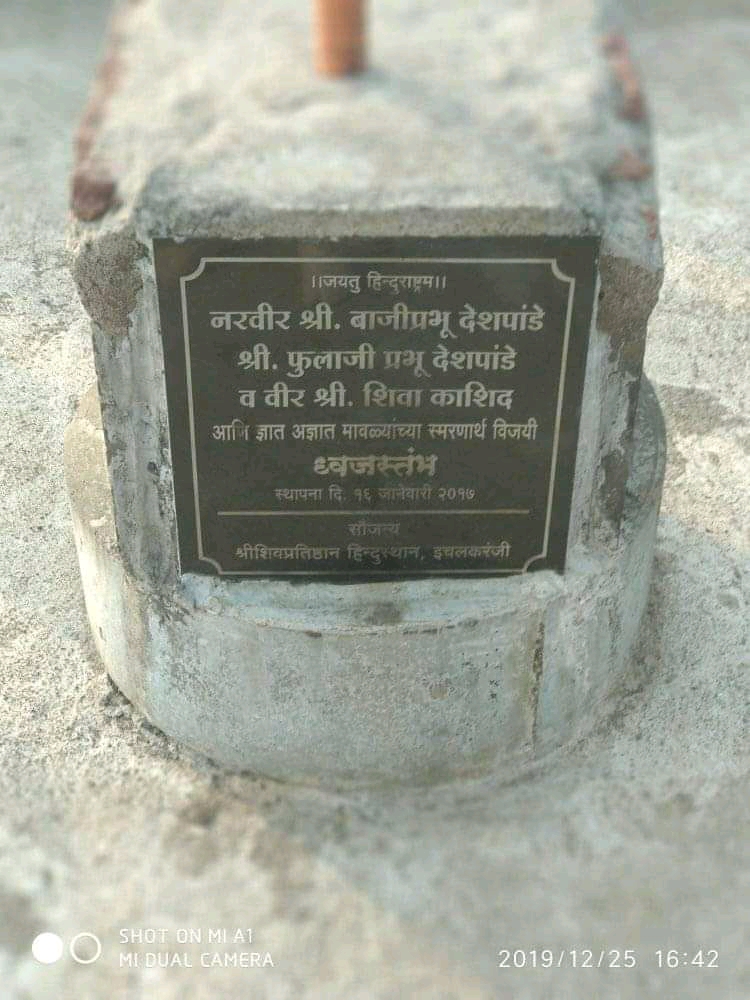 ।।जयतु हिन्दुराष्ट्रम।।
नरवीर श्री. बाजीप्रभू देशपांडे
श्री. फुलाजी प्रभू देशपांडे
व वीर श्री. शिवा काशिद
आणि ज्ञात अज्ञात मावळ्यांच्या स्मरणार्थ विजयी
ध्वजस्तंभ
स्थापना दि. १६ जानेवारी २०१७
सौजन्य
श्रीशिवप्रतिष्ठान हिन्दुस्थान, इचलकरंजी
SHOT ON MI A1
MI DUAL CAMERA
2019/12/25 16:42